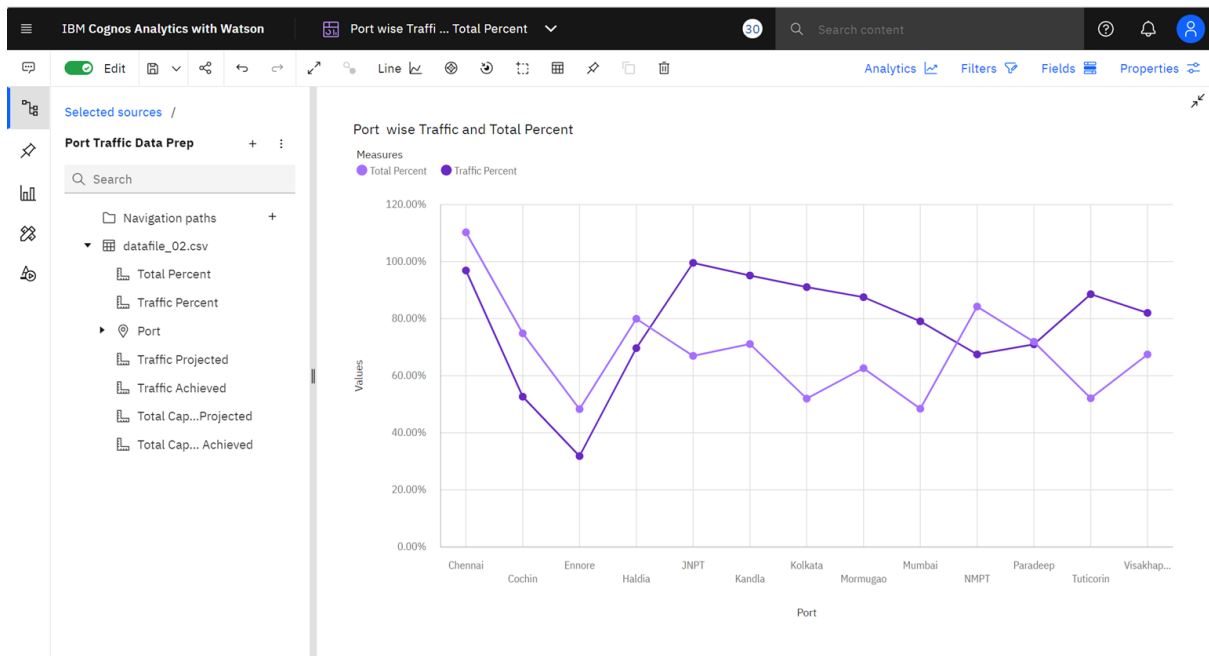 IBM Cognos Analytics with Watson
Port wise Traffi ... Total Percent
30
Search content
Edit
Line
Analytics
Filters
Fields
Properties
Selected sources /
Port Traffic Data Prep
Search
Navigation paths
datafile_02.csv
Total Percent
Traffic Percent
Port
Traffic Projected
Traffic Achieved
Total Cap...Projected
Total Cap... Achieved
Port wise Traffic and Total Percent
Measures
Total Percent Traffic Percent
120.00%
100.00%
80.00%
60.00%
40.00%
20.00%
0.00%
Values
Chennai Ennore JNPT Kolkata Mumbai Paradeep Visakhap...
Cochin Haldia Kandla Mormugao NMPT Tuticorin
Port